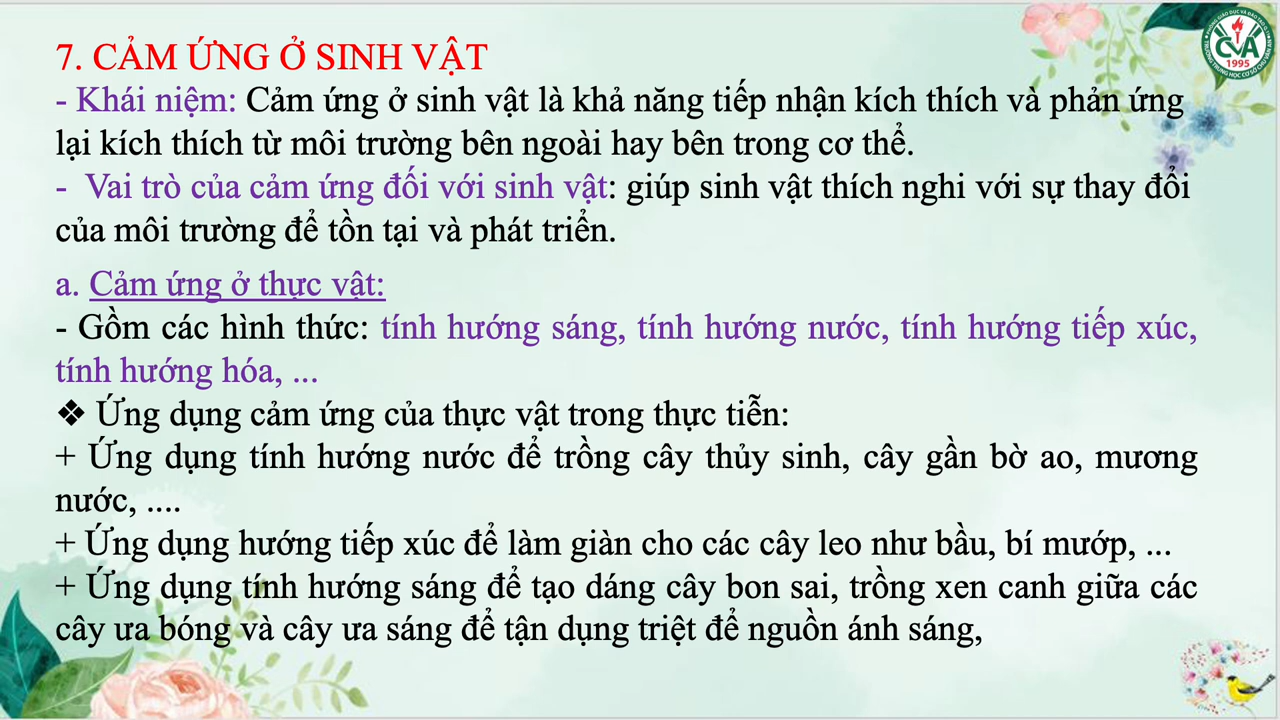 7. CẢM ỨNG Ở SINH VẬT
- Khái niệm: Cảm ứng ở sinh vật là khả năng tiếp nhận kích thích và phản ứng
lại kích thích từ môi trường bên ngoài hay bên trong cơ thể.
- Vai trò của cảm ứng đối với sinh vật: giúp sinh vật thích nghi với sự thay đổi
của môi trường để tồn tại và phát triển.
a. Cảm ứng ở thực vật:
- Gồm các hình thức: tính hướng sáng, tính hướng nước, tính hướng tiếp xúc,
tính hướng hóa, ...
❖ Ứng dụng cảm ứng của thực vật trong thực tiễn:
+ Ứng dụng tính hướng nước để trồng cây thủy sinh, cây gần bờ ao, mương
nước, ....
+ Ứng dụng hướng tiếp xúc để làm giàn cho các cây leo như bầu, bí mướp, ...
+ Ứng dụng tính hướng sáng để tạo dáng cây bon sai, trồng xen canh giữa các
cây ưa bóng và cây ưa sáng để tận dụng triệt để nguồn ánh sáng,
CVA
1995